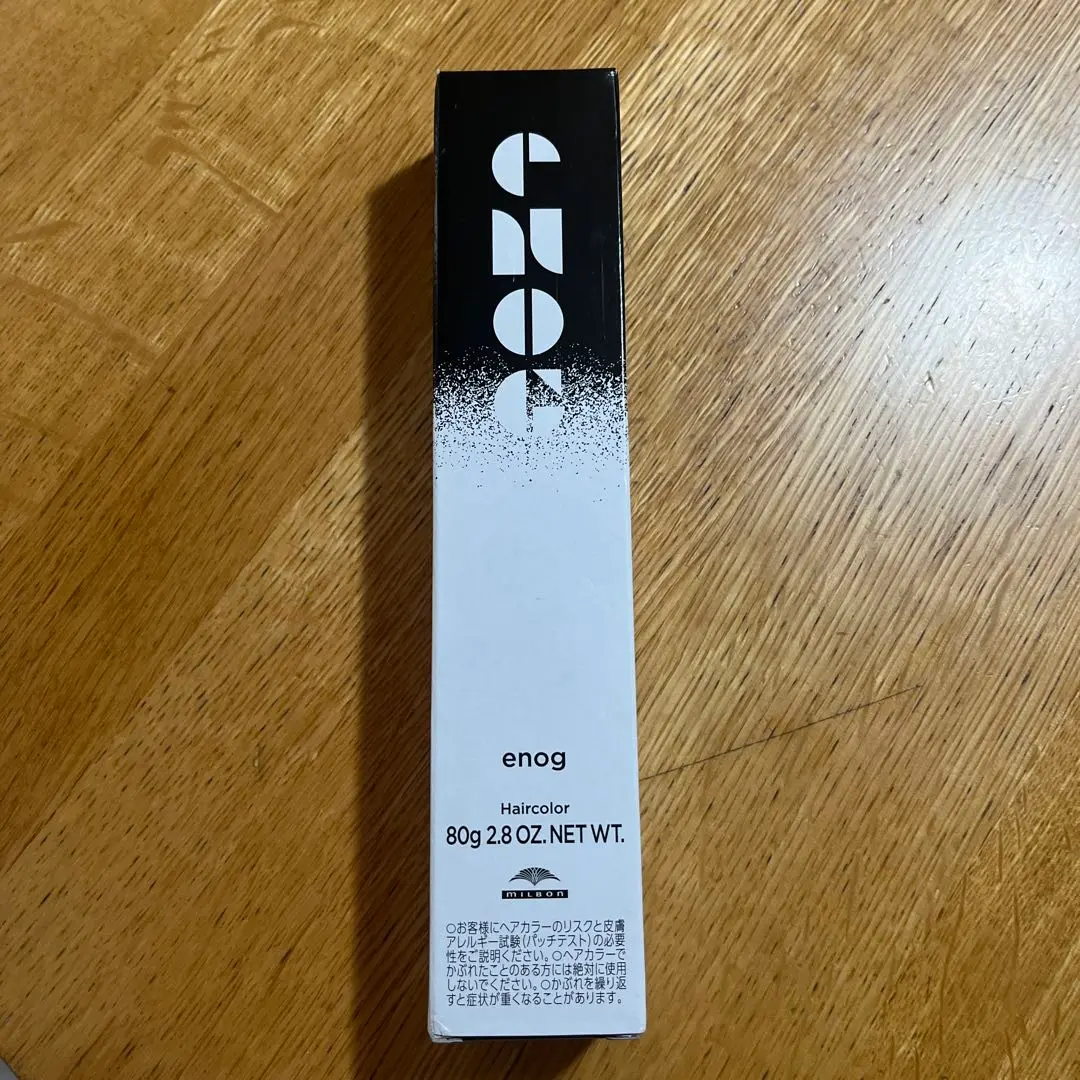 enog
enog
Haircolor
80g 2.8 OZ. NET WT.
MILBON
○お客様にヘアカラーのリスクと皮膚
アレルギー試験(パッチテスト)の必要
性をご説明ください。○ヘアカラーで
かぶれたことのある方には絶対に使用
しないでください。○かぶれを繰り返
すと症状が重くなることがあります。